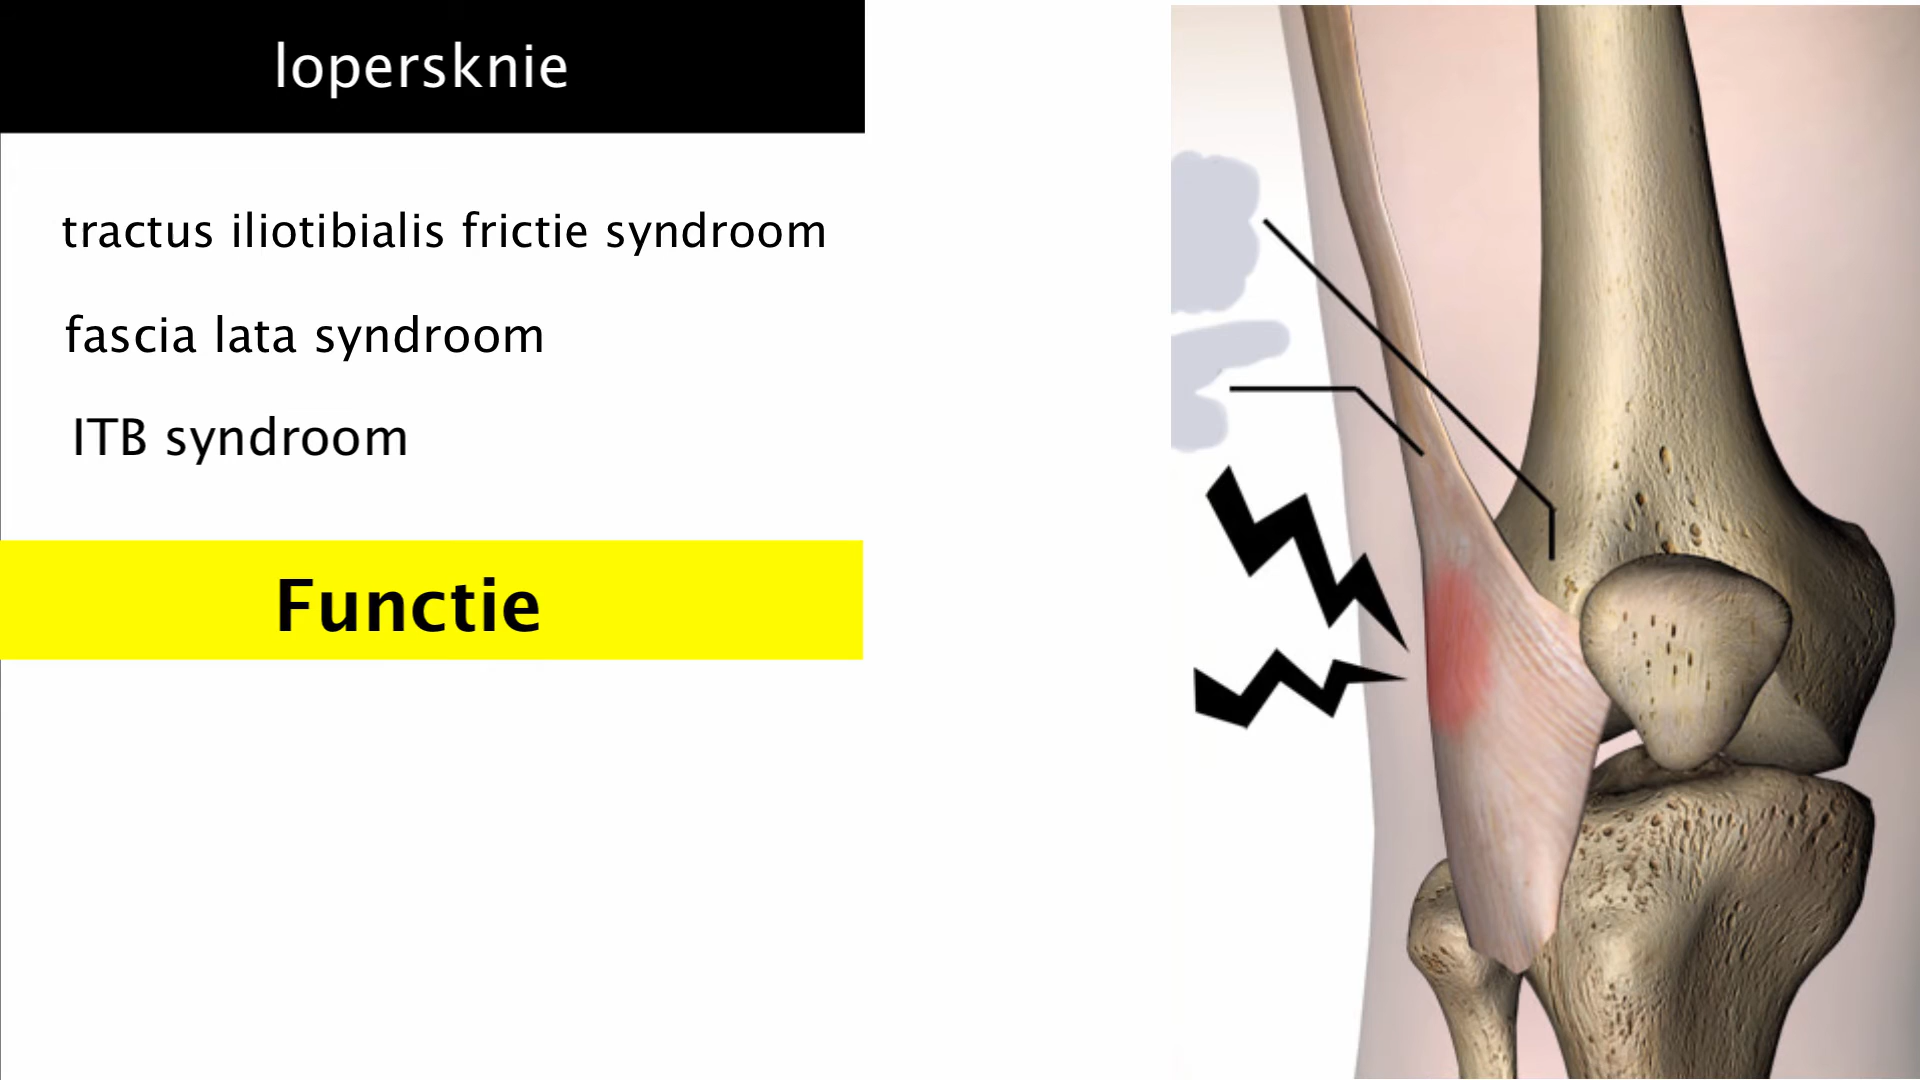 lopersknie
tractus iliotibialis frictie syndroom
fascia lata syndroom
ITB syndroom
Functie